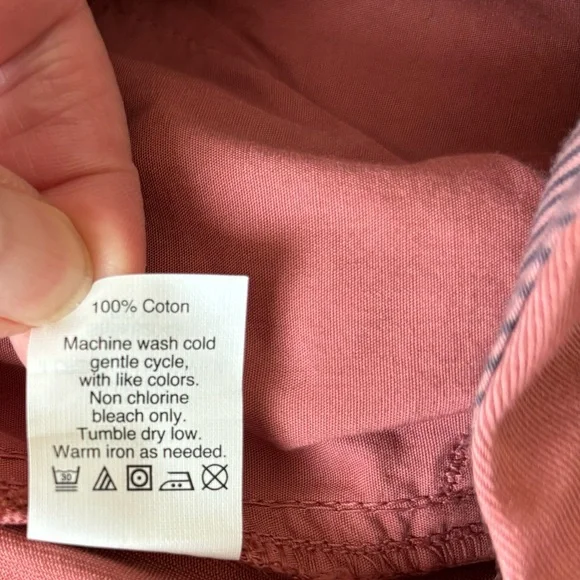 100% Coton
Machine wash cold
gentle cycle,
with like colors.
Non chlorine
bleach only.
Tumble dry low.
Warm iron as needed.
30